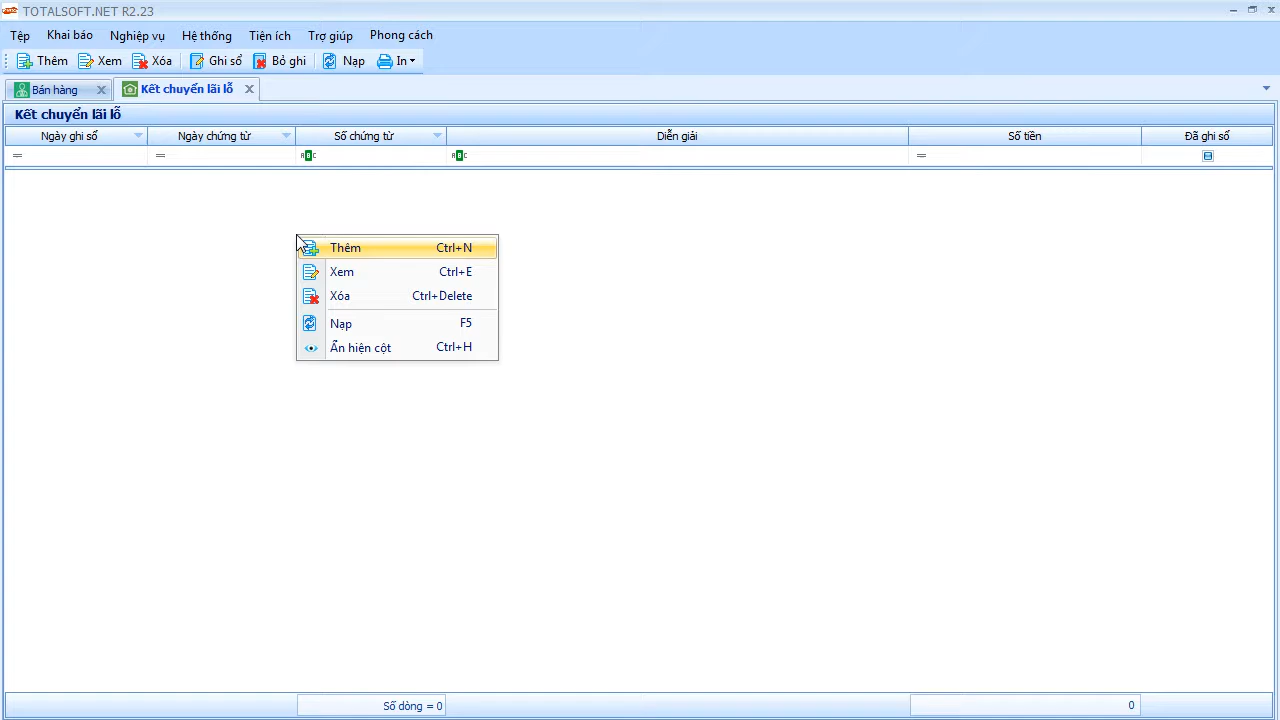 TOTALSOFT.NET R2.23
Tệp Khai báo Nghiệp vụ Hệ thống Tiện ích Trợ giúp Phong cách
Thêm Xem Xóa Ghi sổ Bỏ ghi Nạp In
Bán hàng Kết chuyển lãi lỗ
Kết chuyển lãi lỗ
Ngày ghi sổ Ngày chứng từ Số chứng từ Diễn giải Số tiền Đã ghi sổ
= = ABC ABC =
Thêm Ctrl+N
Xem Ctrl+E
Xóa Ctrl+Delete
Nạp F5
Ẩn hiện cột Ctrl+H
Số dòng = 0 0